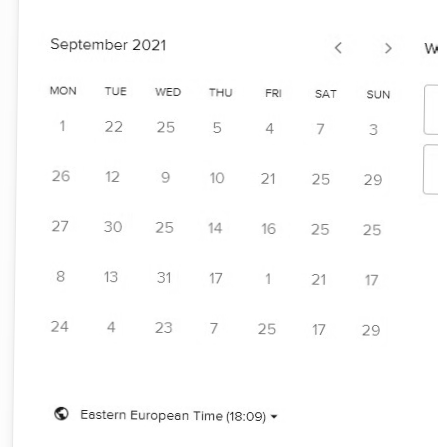 September 2021
W
MON TUE WED THU FRI SAT SUN
1 22 25 5 4 7 3
26 12 9 10 21 25 29
27 30 25 14 16 25 25
8 13 31 17 1 21 17
24 4 23 7 25 17 29
Eastern European Time (18:09)